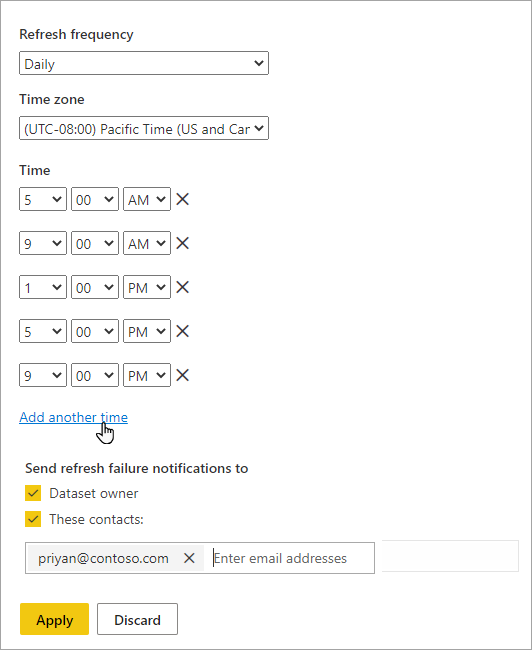 Refresh frequency
Daily
Time zone
(UTC-08:00) Pacific Time (US and Car
Time
5 00 AM
9 00 AM
1 00 PM
5 00 PM
9 00 PM
Add another time
Send refresh failure notifications to
Dataset owner
These contacts:
priyan@contoso.com Enter email addresses
Apply Discard